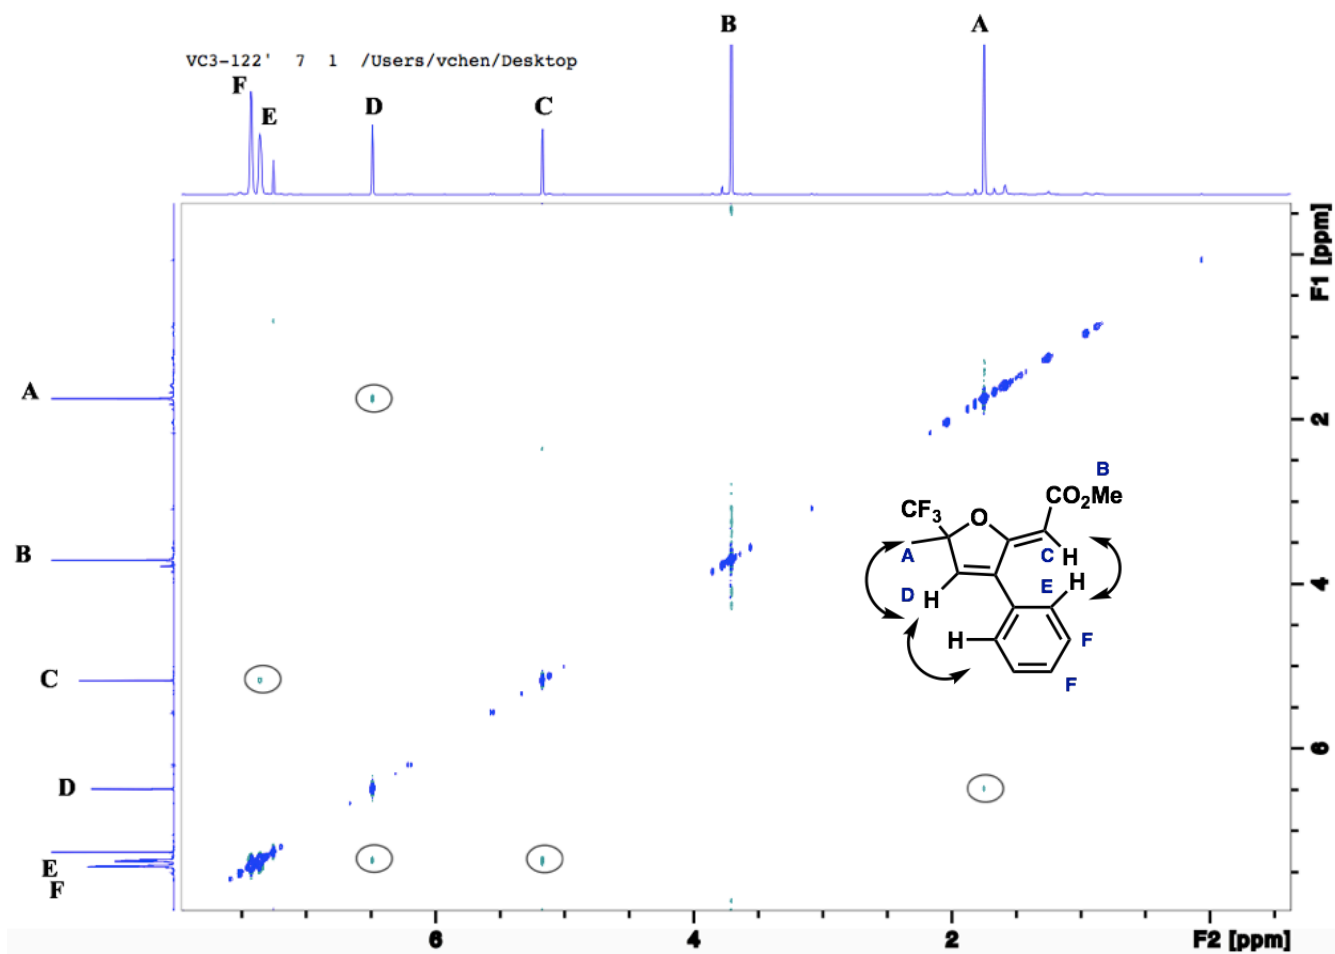 B
A
VC3-122' 7 1 /Users/vchen/Desktop
F
E
D
C
A
B
C
D
E
F
F1 [ppm]
2
4
6
6
4
2
F2 [ppm]
B
CO2Me
CF3
O
A
C
H
D
H
E
H
H
F
F